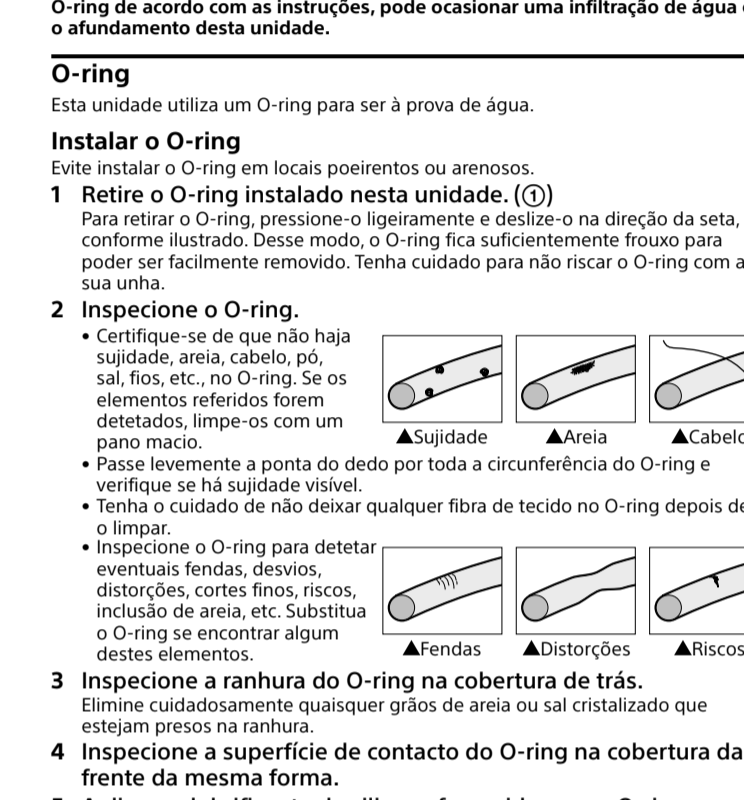 O-ring de acordo com as instruções, pode ocasionar uma infiltração de água
o afundamento desta unidade.
O-ring
Esta unidade utiliza um O-ring para ser à prova de água.
Instalar o O-ring
Evite instalar o O-ring em locais poeirentos ou arenosos.
1 Retire o O-ring instalado nesta unidade. (①)
Para retirar o O-ring, pressione-o ligeiramente e deslize-o na direção da seta,
conforme ilustrado. Desse modo, o O-ring fica suficientemente frouxo para
poder ser facilmente removido. Tenha cuidado para não riscar o O-ring com a
sua unha.
2 Inspecione o O-ring.
• Certifique-se de que não haja
sujidade, areia, cabelo, pó,
sal, fios, etc., no O-ring. Se os
elementos referidos forem
detetados, limpe-os com um
pano macio.
▲Sujidade ▲Areia ▲Cabelo
• Passe levemente a ponta do dedo por toda a circunferência do O-ring e
verifique se há sujidade visível.
• Tenha o cuidado de não deixar qualquer fibra de tecido no O-ring depois de
o limpar.
• Inspecione o O-ring para detetar
eventuais fendas, desvios,
distorções, cortes finos, riscos,
inclusão de areia, etc. Substitua
o O-ring se encontrar algum
destes elementos.
▲Fendas ▲Distorções ▲Riscos
3 Inspecione a ranhura do O-ring na cobertura de trás.
Elimine cuidadosamente quaisquer grãos de areia ou sal cristalizado que
estejam presos na ranhura.
4 Inspecione a superfície de contacto do O-ring na cobertura da
frente da mesma forma.